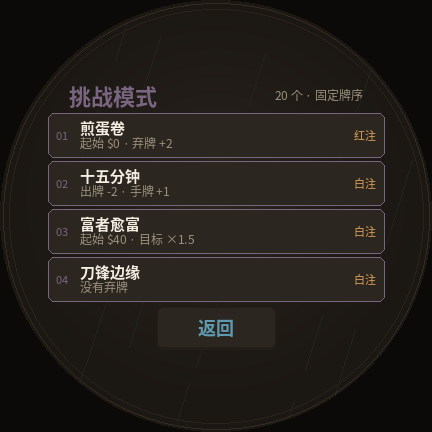 挑战模式
20 个 · 固定牌序
01 煎蛋卷 红注
起始 $0 · 弃牌 +2
02 十五分钟 白注
出牌 -2 · 手牌 +1
03 富者愈富 白注
起始 $40 · 目标 ×1.5
04 刀锋边缘 白注
没有弃牌
返回